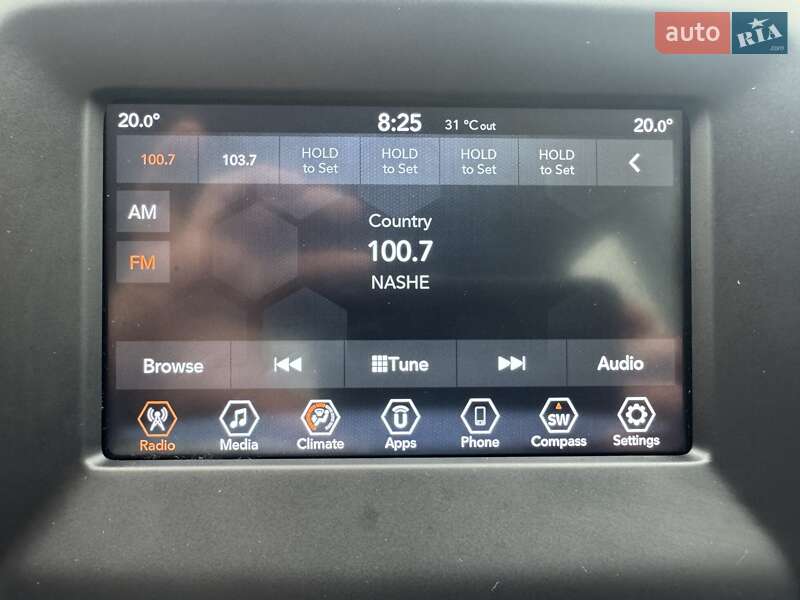 auto RIA
.com
20.0° 8:25 31 °C out 20.0°
100.7 103.7 HOLD to Set HOLD to Set HOLD to Set HOLD to Set
AM
Country
100.7
FM
NASHE
Browse Tune Audio
U SW
Radio Media Climate Apps Phone Compass Settings